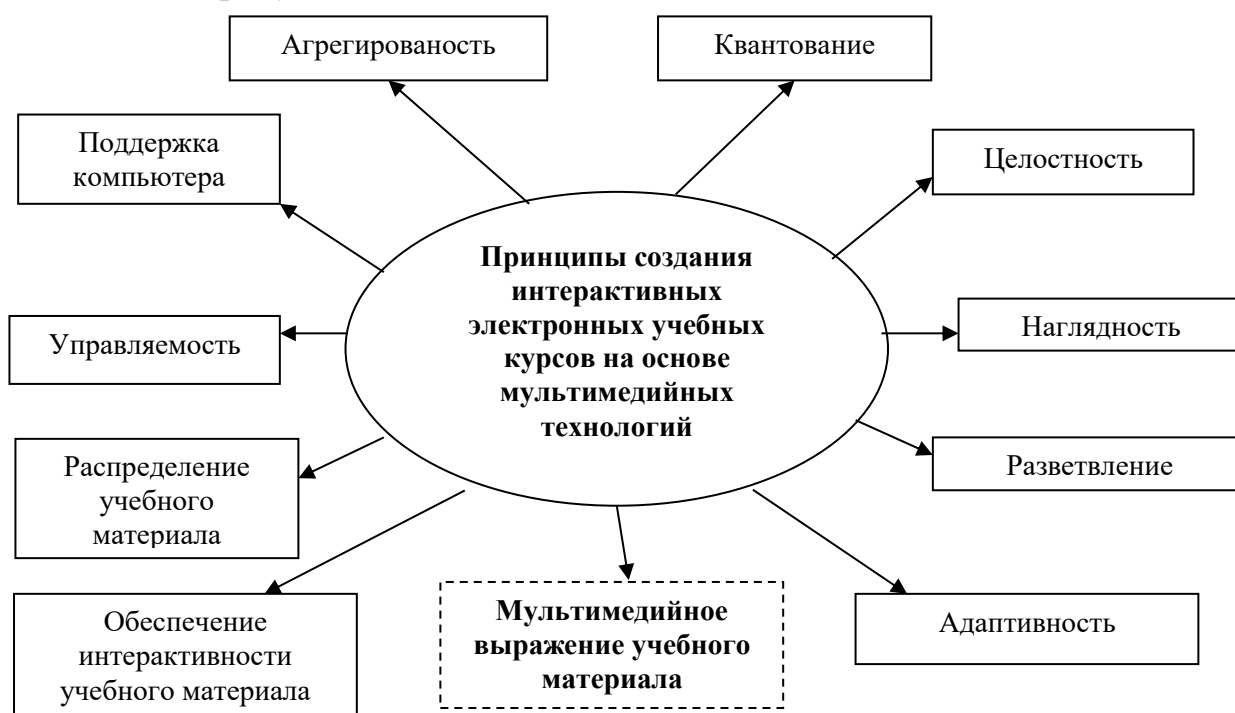 Агрегированость
Квантование
Поддержка
компьютера
Целостность
Принципы создания
интерактивных
электронных учебных
курсов на основе
мультимедийных
технологий
Управляемость
Наглядность
Распределение
учебного
материала
Разветвление
Обеспечение
интерактивности
учебного материала
Мультимедийное
выражение учебного
материала
Адаптивность